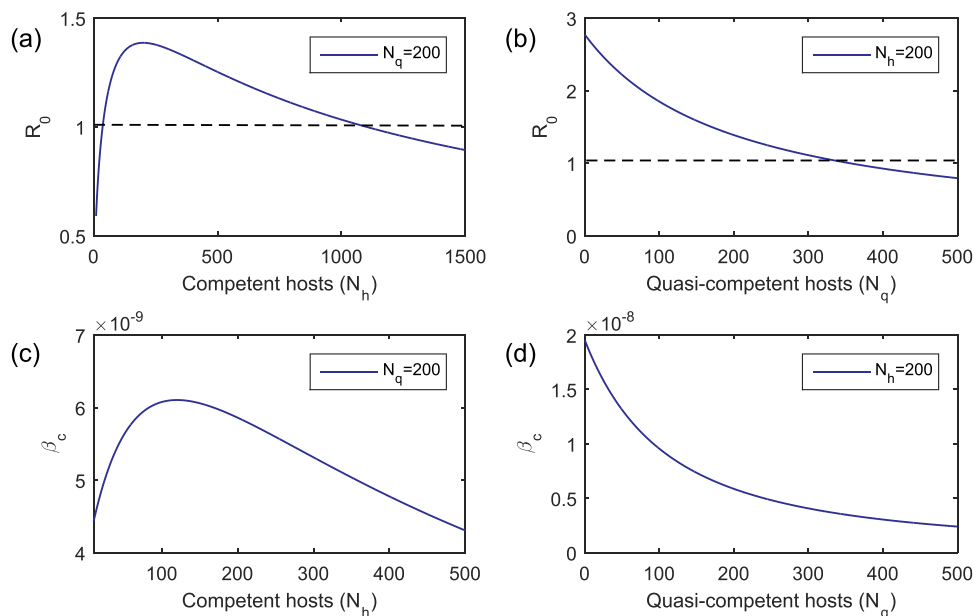 (a)
1.5
1
0.5
R_0
N_q=200
0
500
1000
1500
Competent hosts (N_h)
(b)
3
2
1
0
R_0
N_h=200
0
100
200
300
400
500
Quasi-competent hosts (N_q)
(c)
×10^-9
7
6
5
4
β_c
N_q=200
100
200
300
400
500
Competent hosts (N_h)
(d)
×10^-8
2
1.5
1
0.5
0
β_c
N_h=200
0
100
200
300
400
500
Quasi-competent hosts (N_q)